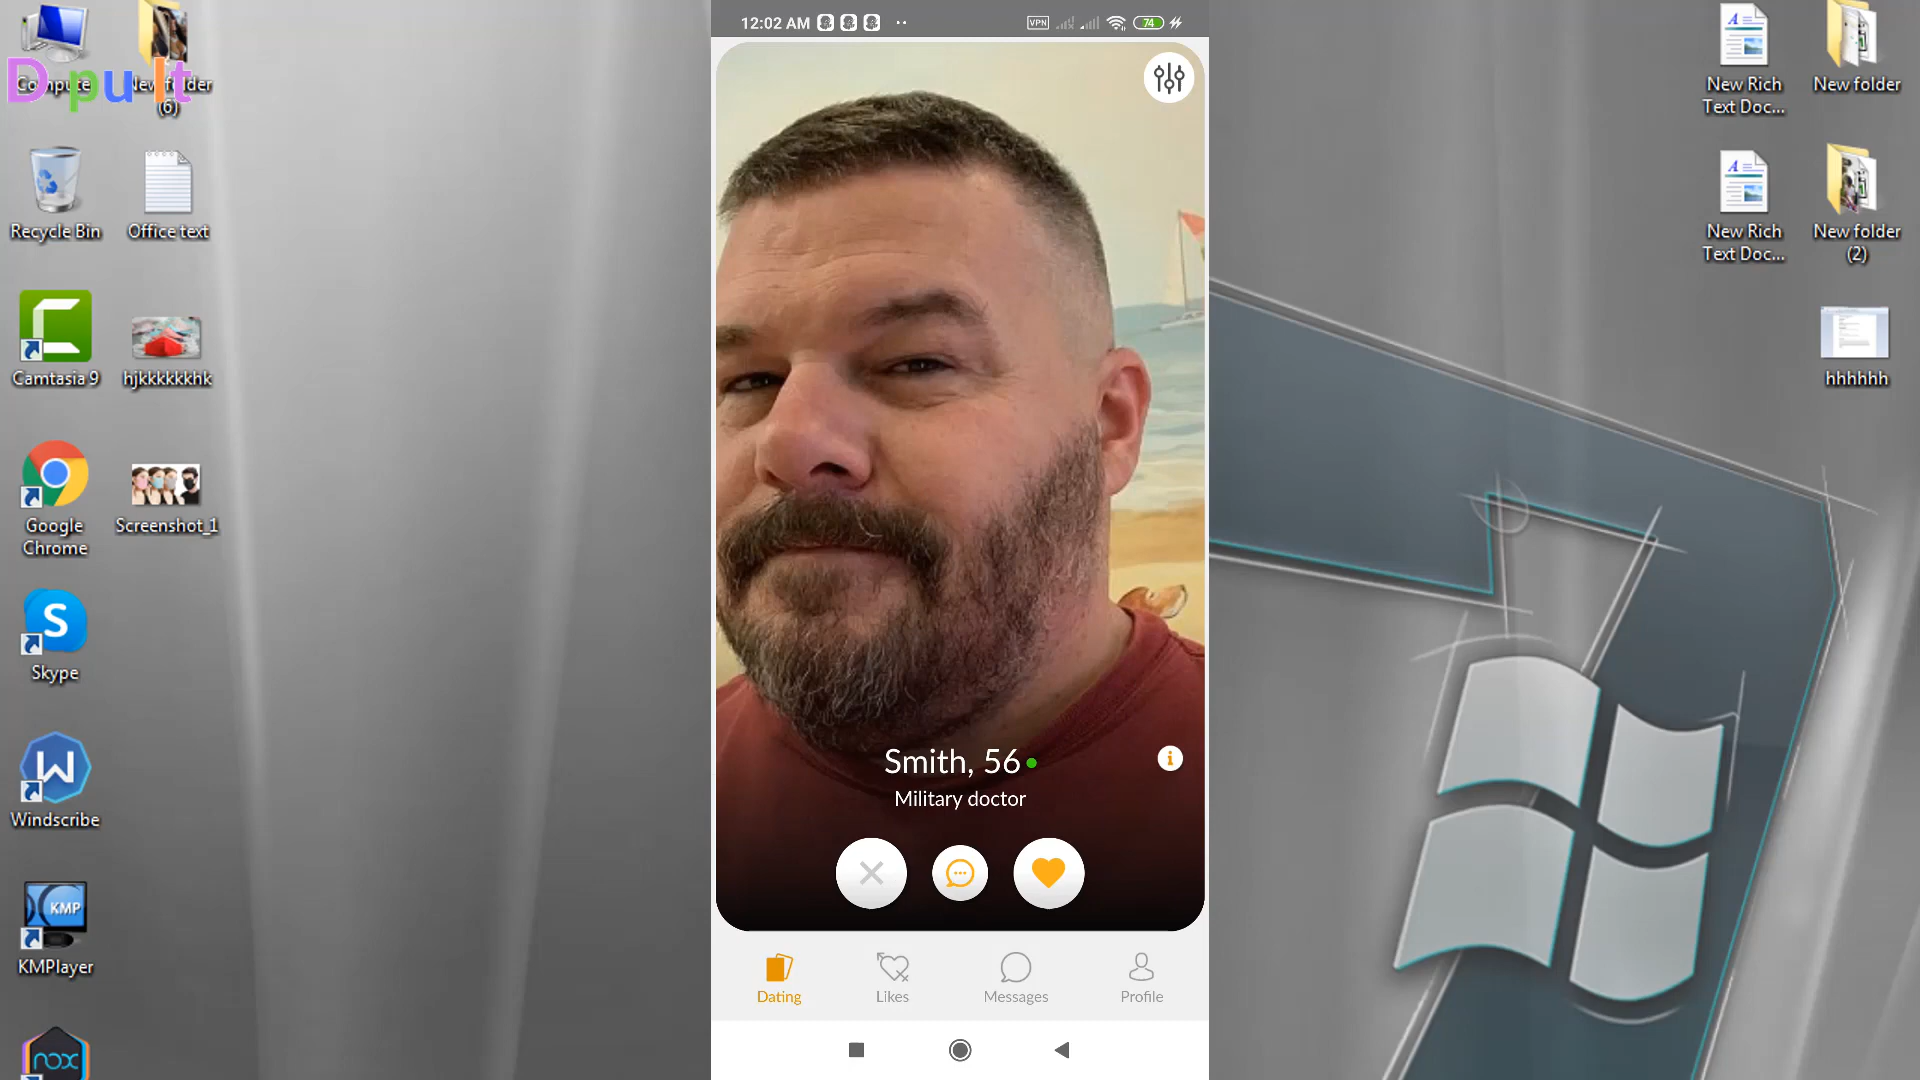 12:02 AM
VPN
74
Computer
New folder
(6)
Recycle Bin
Office text
Camtasia 9
hjkkkkkkhk
Google
Chrome
Screenshot_1
Skype
Windscribe
KMP
KMPlayer
nox
Smith, 56
Military doctor
Dating
Likes
Messages
Profile
New Rich
Text Doc...
New folder
New Rich
Text Doc...
New folder
(2)
hhhhhh